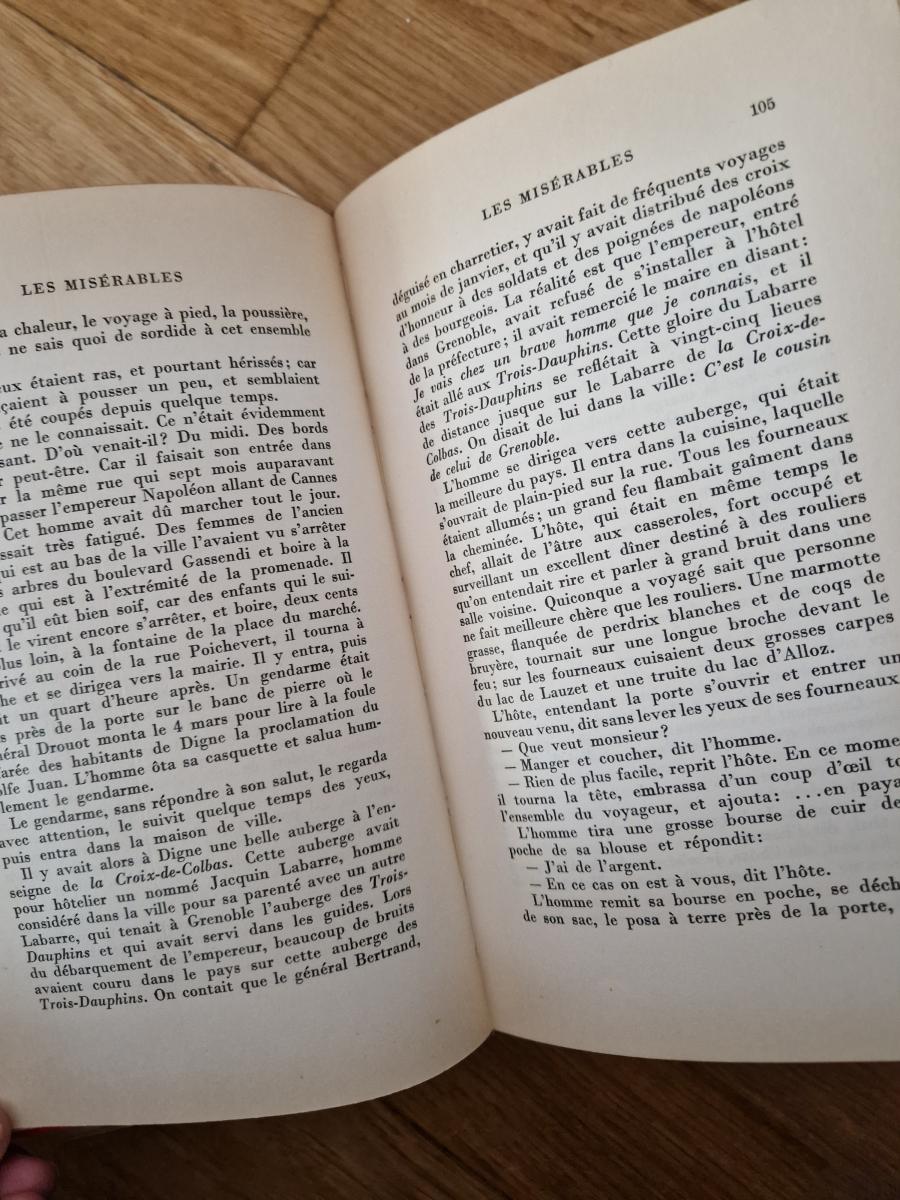 LES MISÉRABLES
a chaleur, le voyage à pied, la poussière,
ne sais quoi de sordide à cet ensemble
eux étaient ras, et pourtant hérissés; car
çaient à pousser un peu, et semblaient
été coupés depuis quelque temps.
ne le connaissait. Ce n'était évidemment
sant. D'où venait-il? Du midi. Des bords
peut-être. Car il faisait son entrée dans
r la même rue qui sept mois auparavant
passer l'empereur Napoléon allant de Cannes
Cet homme avait dû marcher tout le jour.
ssait très fatigué. Des femmes de l'ancien
ui est au bas de la ville l'avaient vu s'arrêter
s arbres du boulevard Gassendi et boire à la
e qui est à l'extrémité de la promenade. Il
qu'il eût bien soif, car des enfants qui le sui-
le virent encore s'arrêter, et boire, deux cents
plus loin, à la fontaine de la place du marché.
rivé au coin de la rue Poichevert, il tourna à
he et se dirigea vers la mairie. Il y entra, puis
it un quart d'heure après. Un gendarme était
s près de la porte sur le banc de pierre où le
néral Drouot monta le 4 mars pour lire à la foule
farée des habitants de Digne la proclamation du
olfe Juan. L'homme ôta sa casquette et salua hum-
lement le gendarme.
Le gendarme, sans répondre à son salut, le regarda
avec attention, le suivit quelque temps des yeux,
puis entra dans la maison de ville.
Il y avait alors à Digne une belle auberge à l'en-
seigne de la Croix-de-Colbas. Cette auberge avait
pour hôtelier un nommé Jacquin Labarre, homme
considéré dans la ville pour sa parenté avec un autre
Labarre, qui tenait à Grenoble l'auberge des Trois-
Dauphins et qui avait servi dans les guides. Lors
du débarquement de l'empereur, beaucoup de bruits
avaient couru dans le pays sur cette auberge des
Trois-Dauphins. On contait que le général Bertrand,
105
LES MISÉRABLES
déguisé en charretier, y avait fait de fréquents voyages
au mois de janvier, et qu'il y avait distribué des croix
d'honneur à des soldats et des poignées de napoléons
à des bourgeois. La réalité est que l'empereur, entré
dans Grenoble, avait refusé de s'installer à l'hôtel
de la préfecture; il avait remercié le maire en disant:
Je vais chez un brave homme que je connais, et il
était allé aux Trois-Dauphins. Cette gloire du Labarre
des Trois-Dauphins se reflétait à vingt-cinq lieues
de distance jusque sur le Labarre de la Croix-de-
Colbas. On disait de lui dans la ville: C'est le cousin
de celui de Grenoble.
L'homme se dirigea vers cette auberge, qui était
la meilleure du pays. Il entra dans la cuisine, laquelle
s'ouvrait de plain-pied sur la rue. Tous les fourneaux
étaient allumés; un grand feu flambait gaîment dans
la cheminée. L'hôte, qui était en même temps le
chef, allait de l'âtre aux casseroles, fort occupé et
surveillant un excellent dîner destiné à des rouliers
qu'on entendait rire et parler à grand bruit dans une
salle voisine. Quiconque a voyagé sait que personne
ne fait meilleure chère que les rouliers. Une marmotte
grasse, flanquée de perdrix blanches et de coqs de
bruyère, tournait sur une longue broche devant le
feu; sur les fourneaux cuisaient deux grosses carpes
du lac de Lauzet et une truite du lac d'Alloz.
L'hôte, entendant la porte s'ouvrir et entrer un
nouveau venu, dit sans lever les yeux de ses fourneaux
– Que veut monsieur?
– Manger et coucher, dit l'homme.
– Rien de plus facile, reprit l'hôte. En ce mome
il tourna la tête, embrassa d'un coup d'œil to
l'ensemble du voyageur, et ajouta: ...en paya
L'homme tira une grosse bourse de cuir de
poche de sa blouse et répondit:
– J'ai de l'argent.
– En ce cas on est à vous, dit l'hôte.
L'homme remit sa bourse en poche, se déch
de son sac, le posa à terre près de la porte,